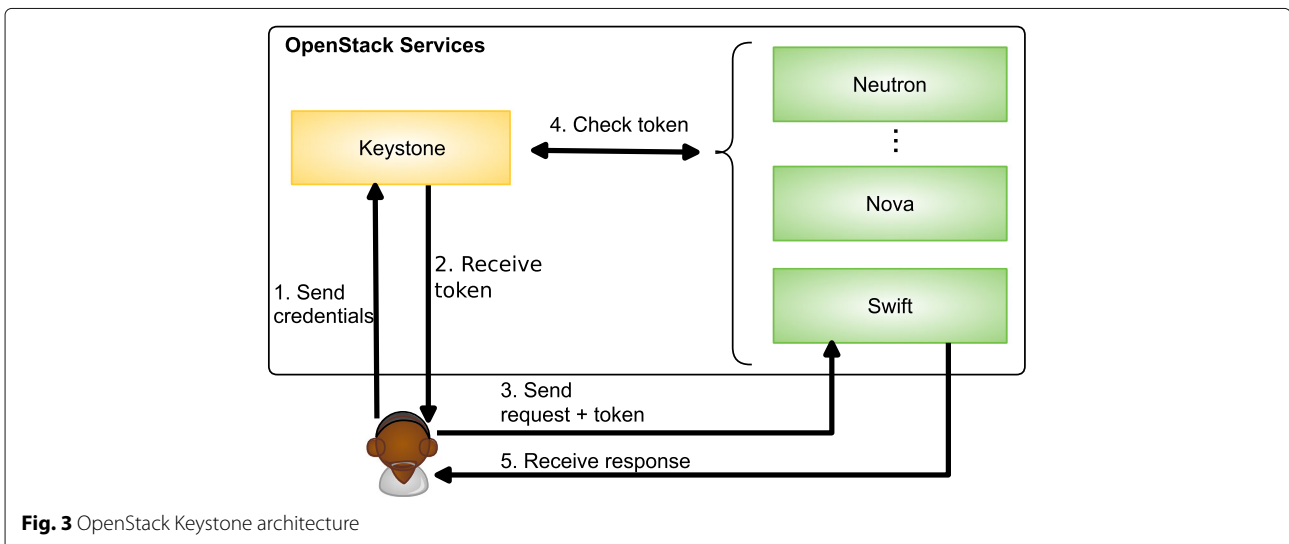 OpenStack Services
Neutron
4. Check token
Keystone
Nova
2. Receive
token
1. Send
credentials
Swift
3. Send
request + token
5. Receive response
Fig. 3 OpenStack Keystone architecture